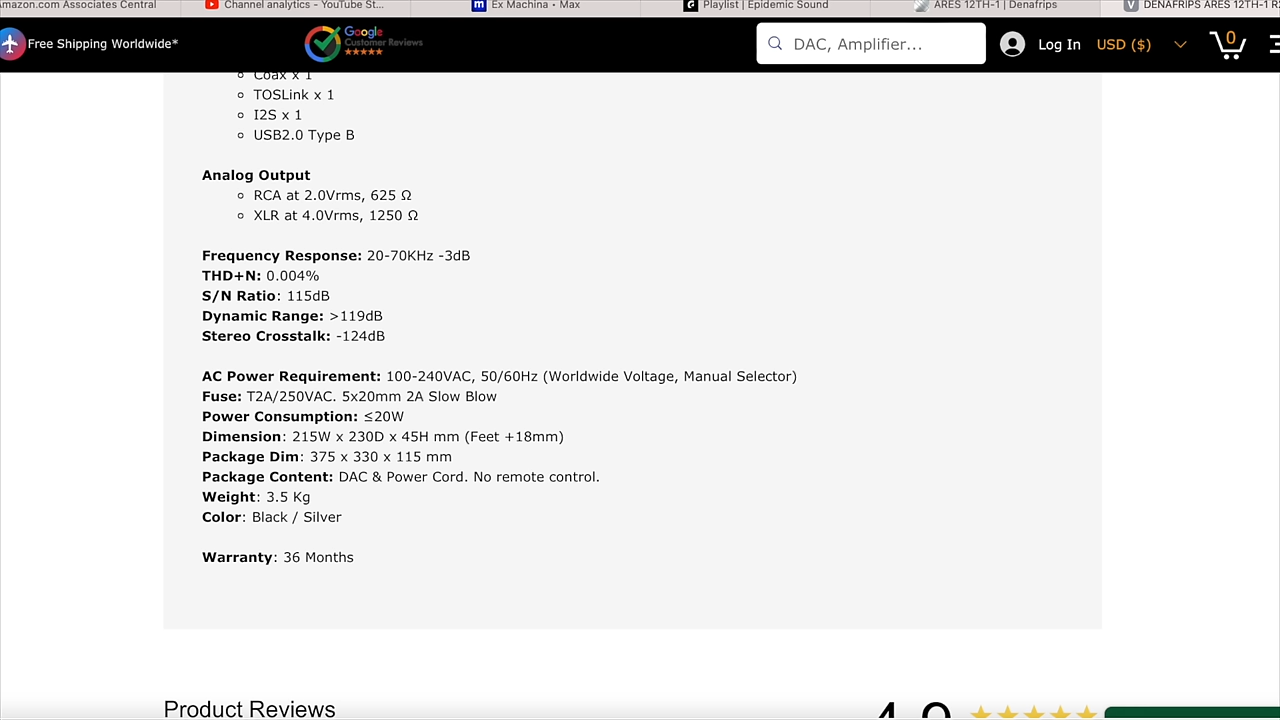 mazon.com Associates Central
Channel analytics - YouTube St...
Ex Machina • Max
Playlist | Epidemic Sound
ARES 12TH-1 | Denafrips
DENAFRIPS ARES 12TH-1 R
Free Shipping Worldwide*
Google
Customer Reviews
DAC, Amplifier...
Log In
USD ($)
0
Coax x 1
TOSLink x 1
I2S x 1
USB2.0 Type B
Analog Output
RCA at 2.0Vrms, 625 Ω
XLR at 4.0Vrms, 1250 Ω
Frequency Response: 20-70KHz -3dB
THD+N: 0.004%
S/N Ratio: 115dB
Dynamic Range: >119dB
Stereo Crosstalk: -124dB
AC Power Requirement: 100-240VAC, 50/60Hz (Worldwide Voltage, Manual Selector)
Fuse: T2A/250VAC. 5x20mm 2A Slow Blow
Power Consumption: ≤20W
Dimension: 215W x 230D x 45H mm (Feet +18mm)
Package Dim: 375 x 330 x 115 mm
Package Content: DAC & Power Cord. No remote control.
Weight: 3.5 Kg
Color: Black / Silver
Warranty: 36 Months
Product Reviews